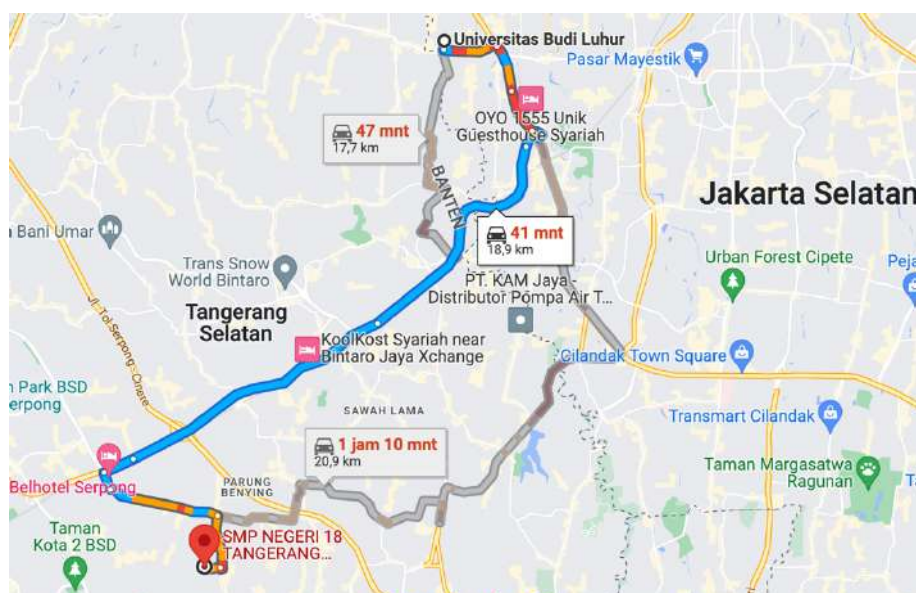 Universitas Budi Luhur
Pasar Mayestik
OYO 1555 Unik
Guesthouse Syariah
47 mnt
17,7 km
BANTEN
Jakarta Selatan
Bani Umar
41 mnt
18,9 km
Urban Forest Cipete
Trans Snow
World Bintaro
PT. KAM Jaya -
Distributor Pompa Air T...
Tangerang
Selatan
KoolKost Syariah near
Bintaro Jaya Xchange
Jl. Tol Serpong - Cinere
Cilandak Town Square
Park BSD
SAWAH LAMA
Transmart Cilandak
1 jam 10 mnt
20,9 km
Taman Margasatwa
Ragunan
PARUNG
BENYING
Belhotel Serpong
SMP NEGERI 18
TANGERANG...
Taman
Kota 2 BSD